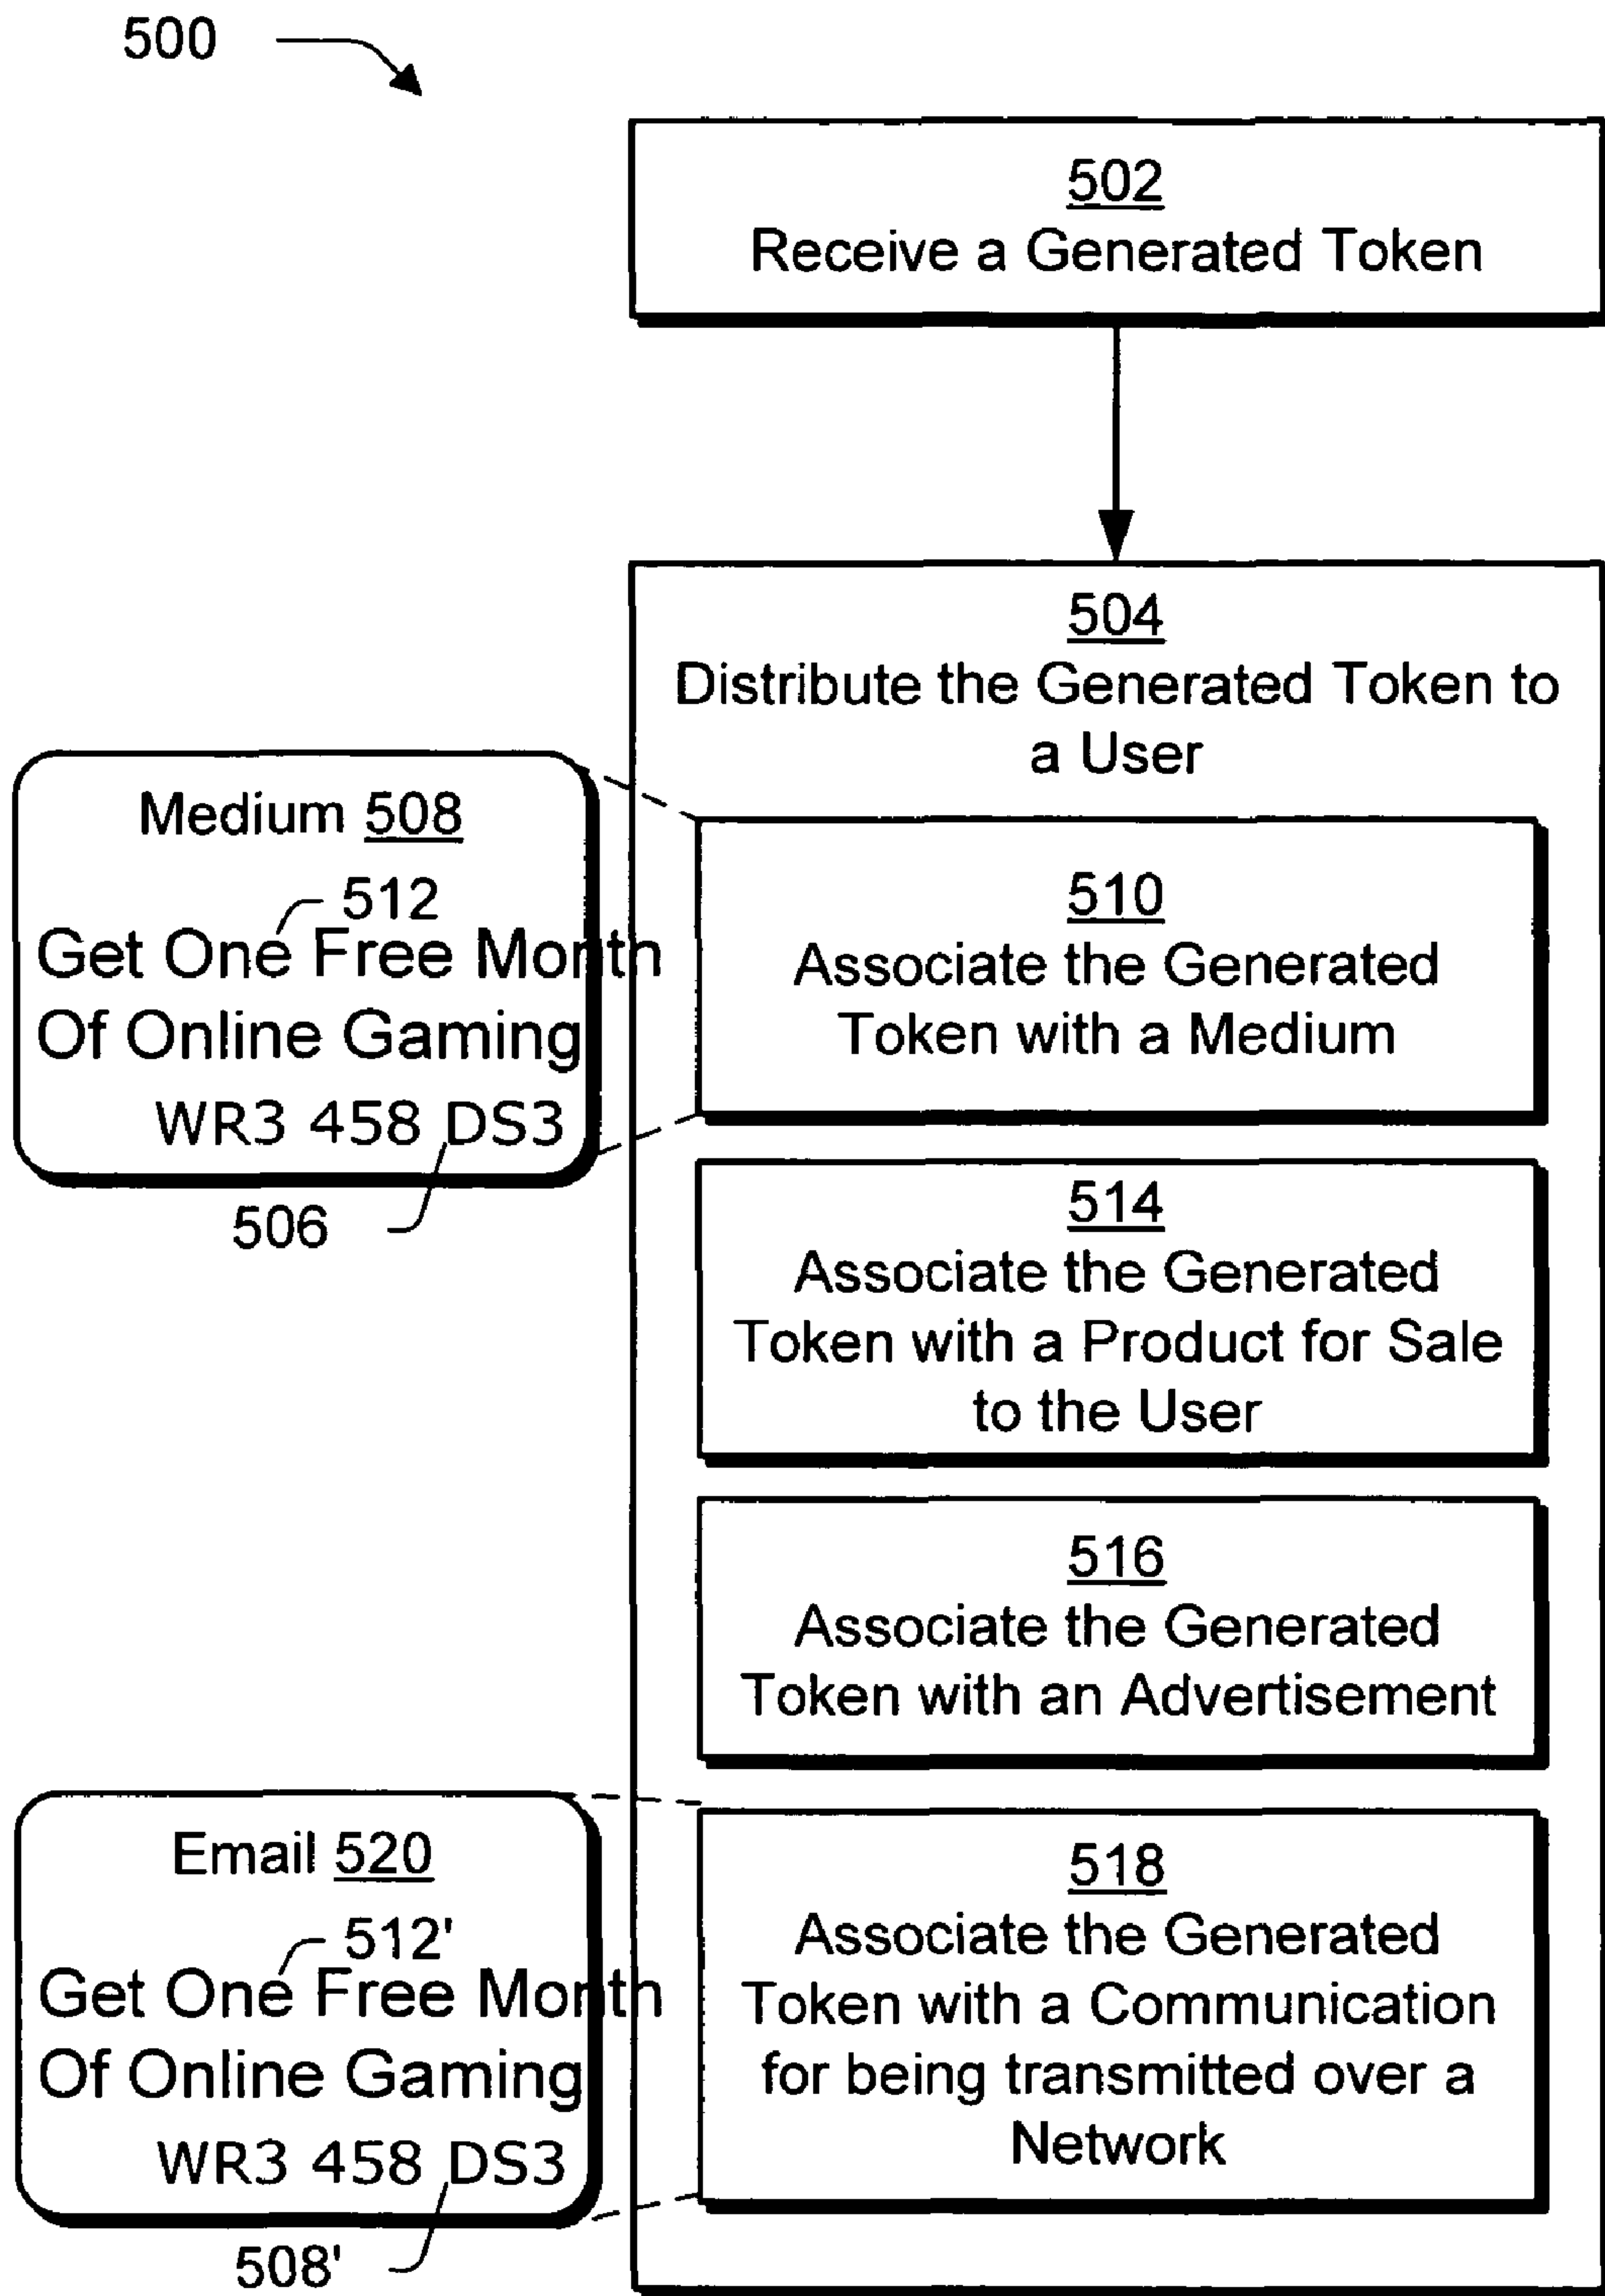 500
502
Receive a Generated Token
504
Distribute the Generated Token to
a User
Medium 508
512
Get One Free Month
Of Online Gaming
WR3 458 DS3
506
510
Associate the Generated
Token with a Medium
514
Associate the Generated
Token with a Product for Sale
to the User
516
Associate the Generated
Token with an Advertisement
Email 520
512'
Get One Free Month
Of Online Gaming
WR3 458 DS3
508'
518
Associate the Generated
Token with a Communication
for being transmitted over a
Network